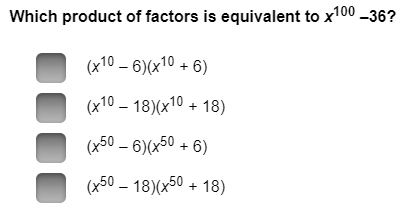 Which product of factors is equivalent to x¹⁰⁰ –36?
(x¹⁰ – 6)(x¹⁰ + 6)
(x¹⁰ – 18)(x¹⁰ + 18)
(x⁵⁰ – 6)(x⁵⁰ + 6)
(x⁵⁰ – 18)(x⁵⁰ + 18)